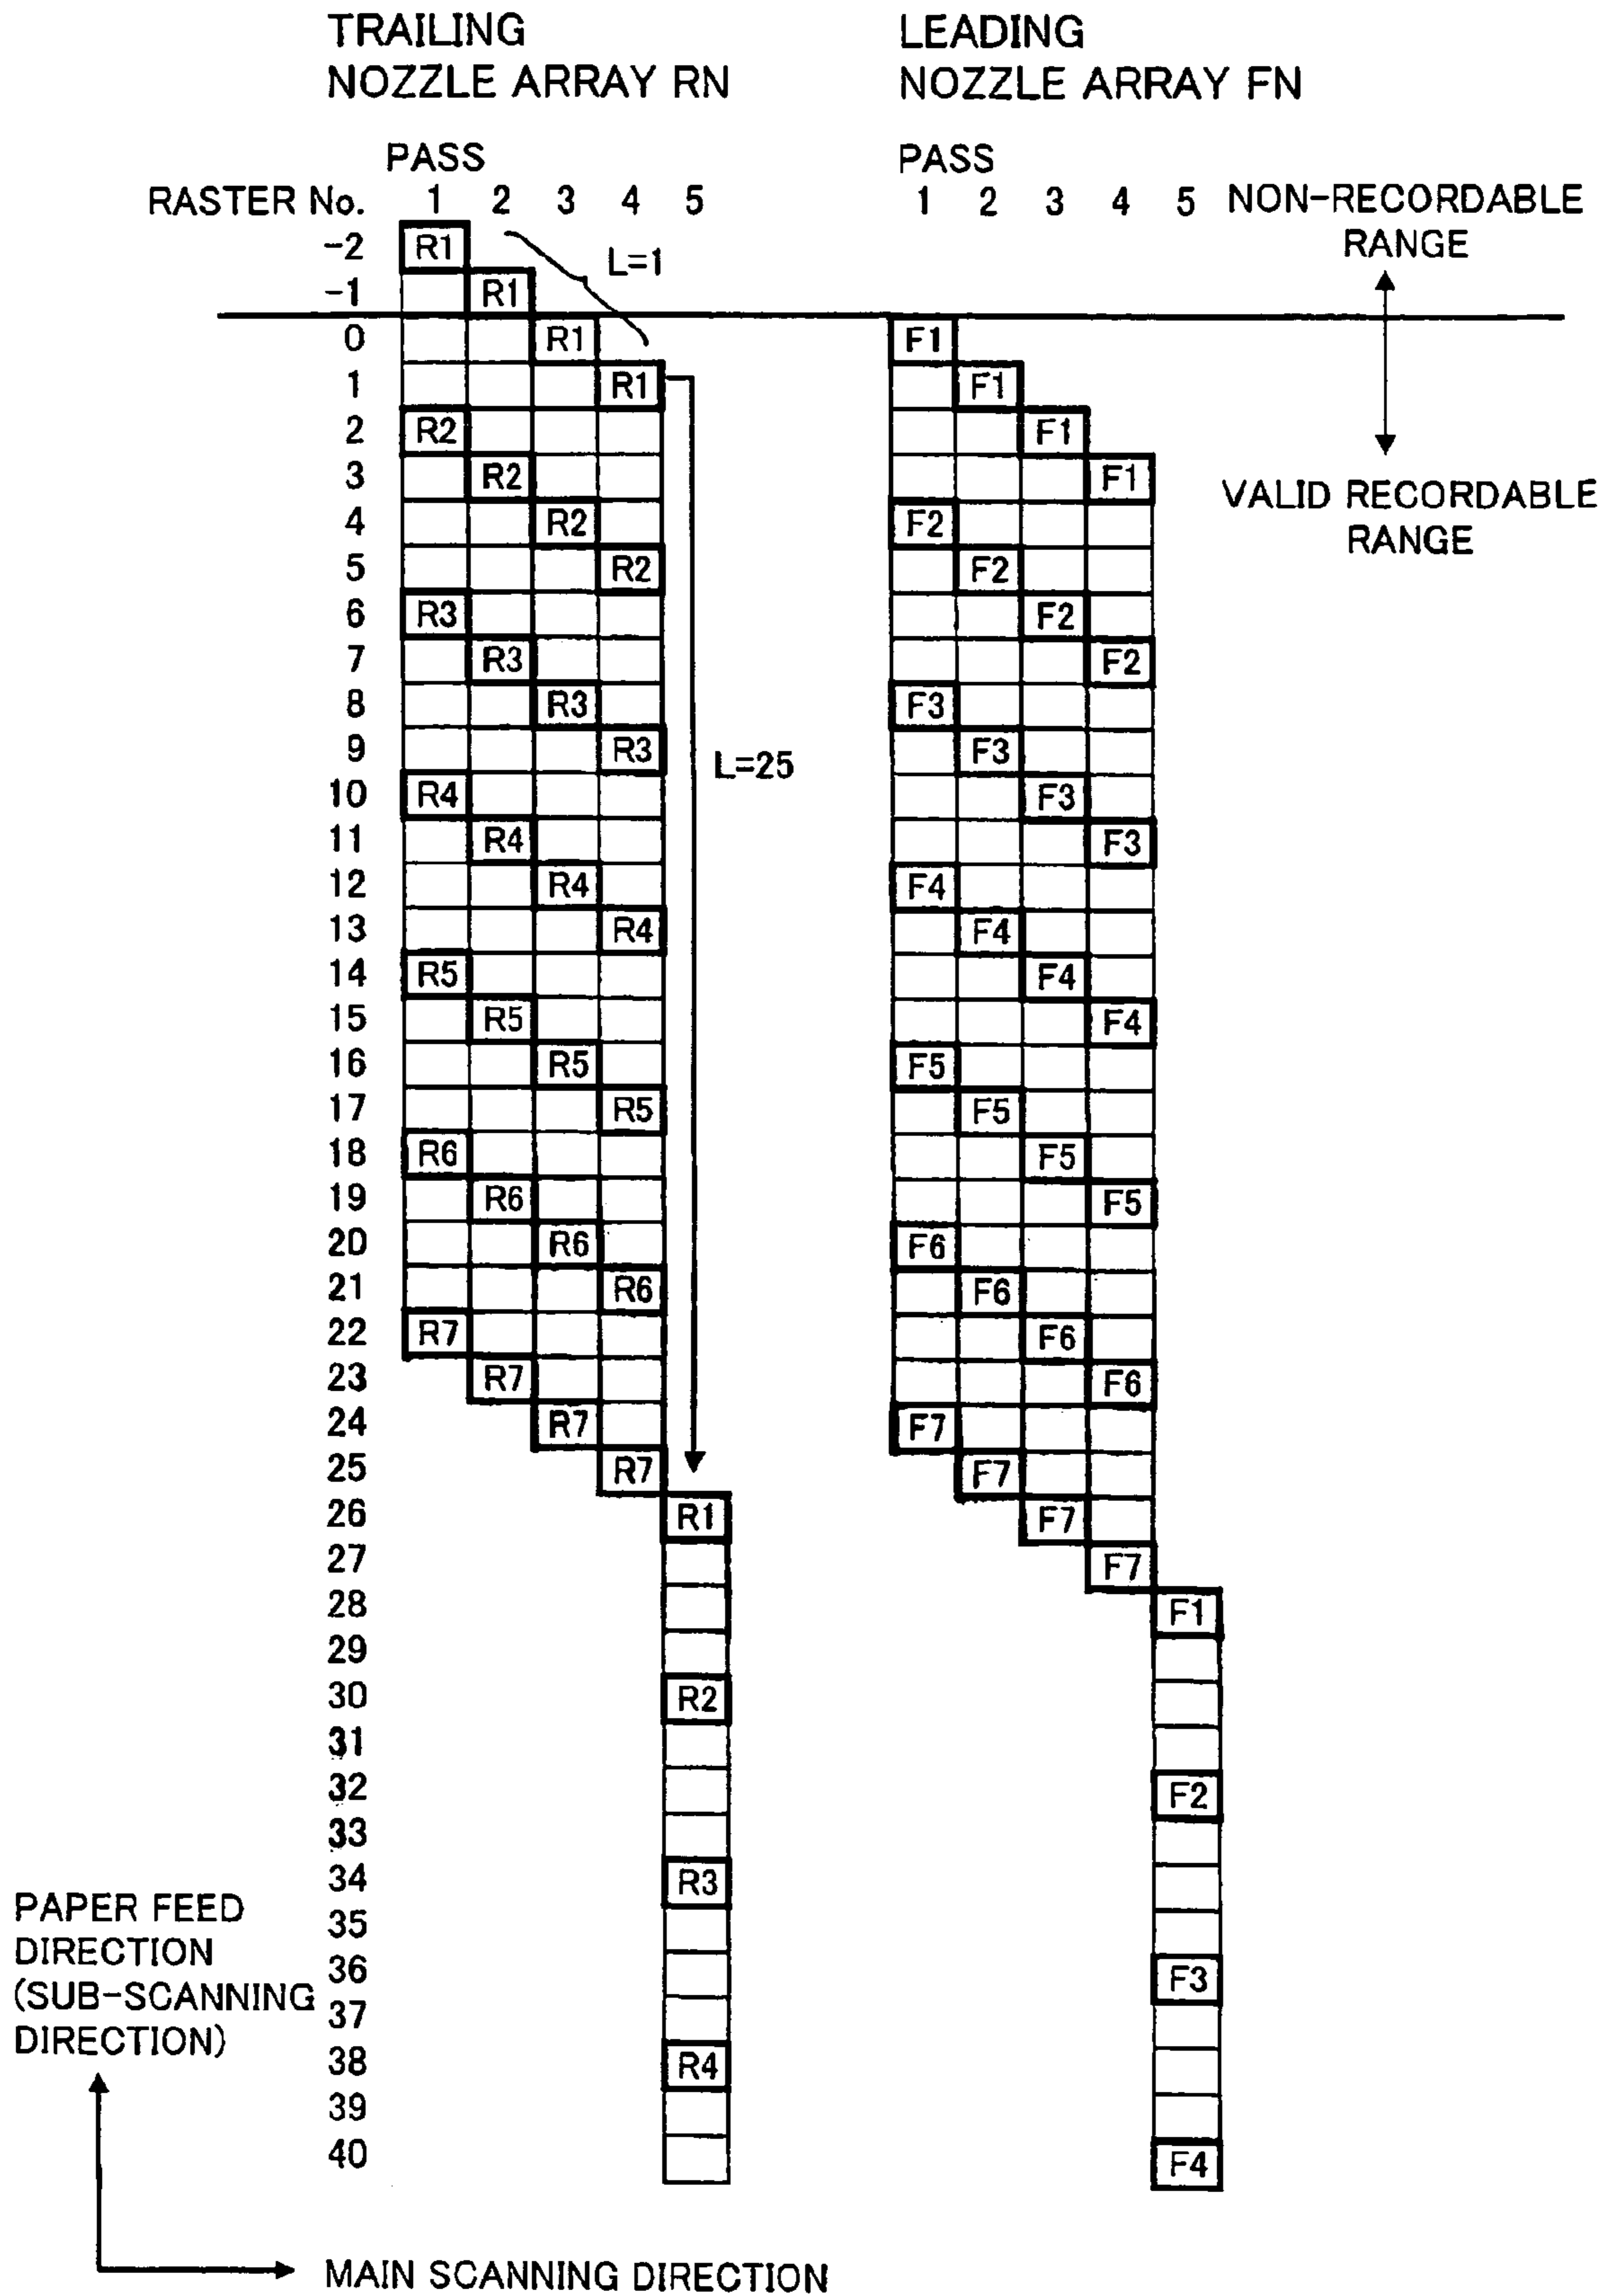 TRAILING
NOZZLE ARRAY RN
LEADING
NOZZLE ARRAY FN
PASS
PASS
RASTER No. 1 2 3 4 5 1 2 3 4 5 NON-RECORDABLE
RANGE
-2 R1
L=1
-1 R1
0 R1 F1
1 R1 F1
2 R2 F1
3 R2 F1
VALID RECORDABLE
RANGE
4 R2 F2
5 R2 F2
6 R3 F2
7 R3 F2
8 R3 F3
9 R3 F3
L=25
10 R4 F3
11 R4 F3
12 R4 F4
13 R4 F4
14 R5 F4
15 R5 F4
16 R5 F5
17 R5 F5
18 R6 F5
19 R6 F5
20 R6 F6
21 R6 F6
22 R7 F6
23 R7 F6
24 R7 F7
25 R7 F7
26 R1 F7
27 F7
28 R1 F1
29
30 R2
31
32 F2
33
34 R3
35
36 F3
37
38 R4
39
40 F4
PAPER FEED
DIRECTION
(SUB-SCANNING
DIRECTION)
MAIN SCANNING DIRECTION